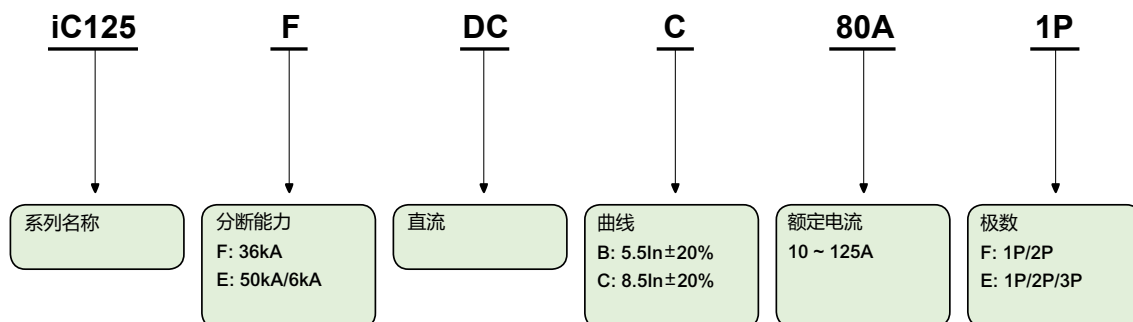 iC125 F DC C 80A 1P
系列名称
分断能力
F: 36kA
E: 50kA/6kA
直流
曲线
B: 5.5In±20%
C: 8.5In±20%
额定电流
10 ~ 125A
极数
F: 1P/2P
E: 1P/2P/3P